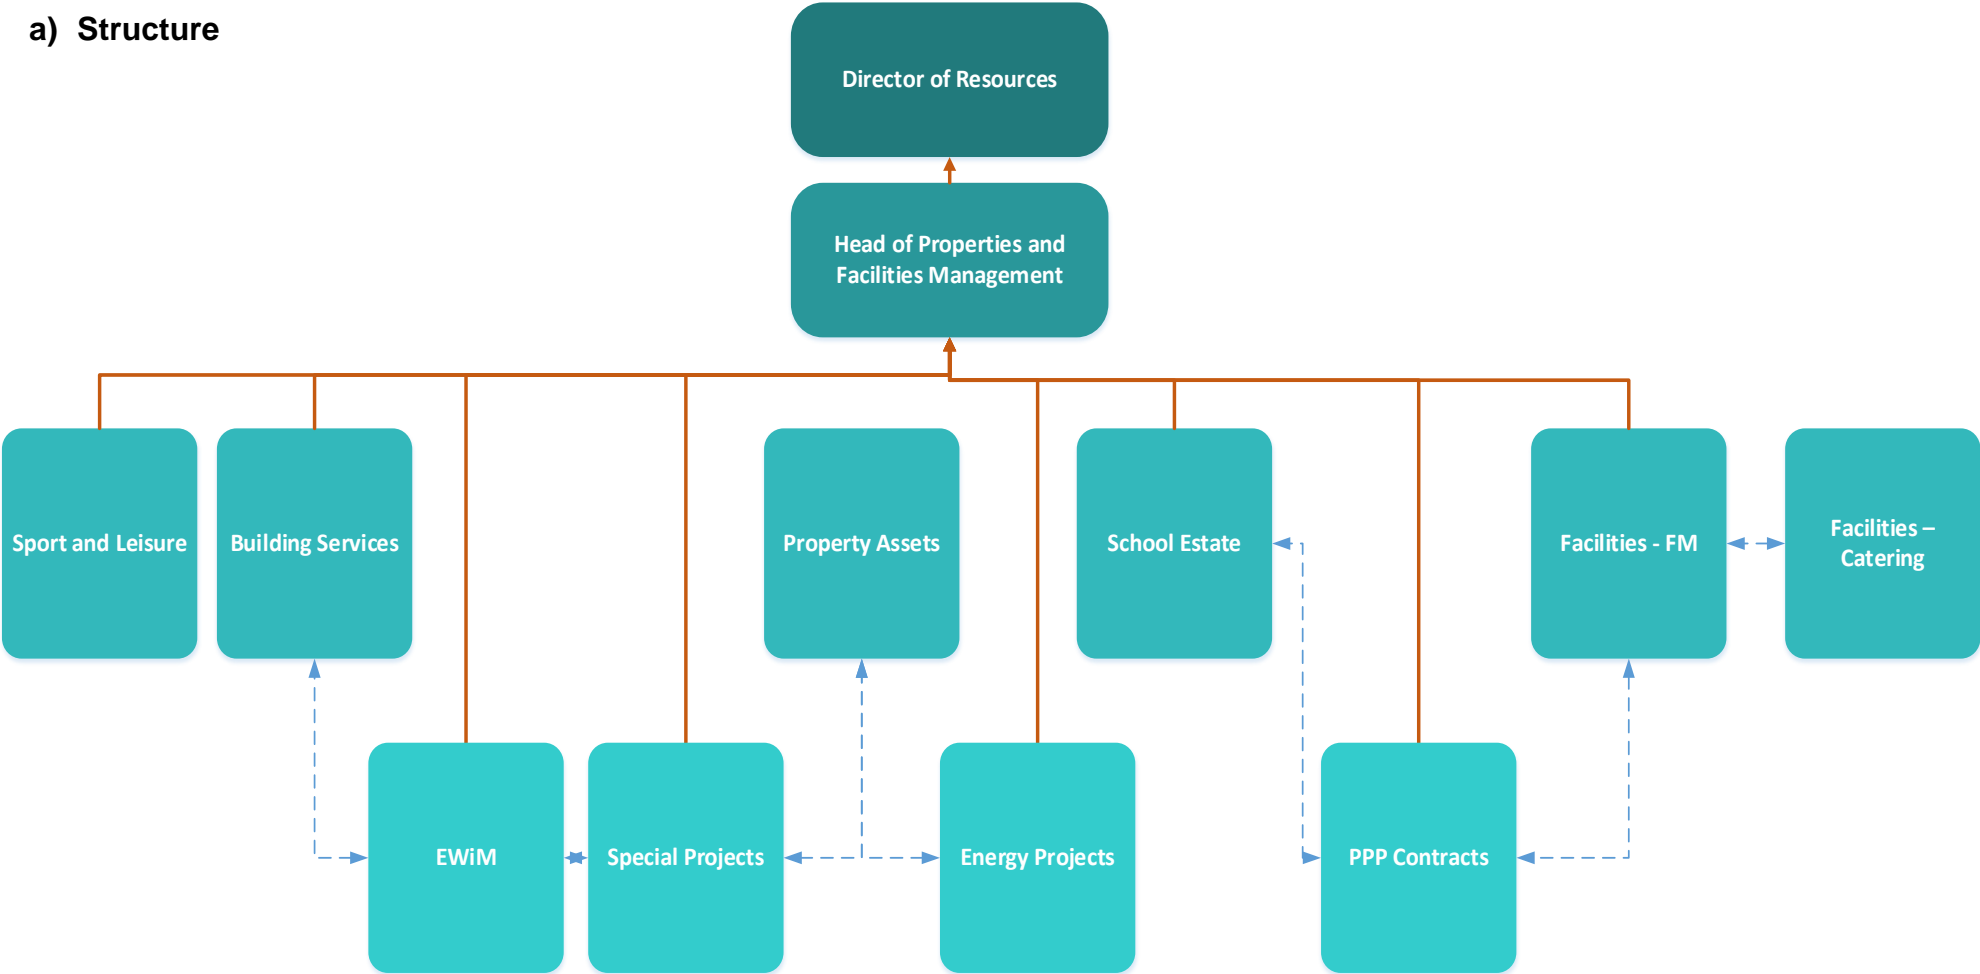 a) Structure
Director of Resources
Head of Properties and
Facilities Management
Sport and Leisure
Building Services
Property Assets
School Estate
Facilities - FM
Facilities –
Catering
EWiM
Special Projects
Energy Projects
PPP Contracts